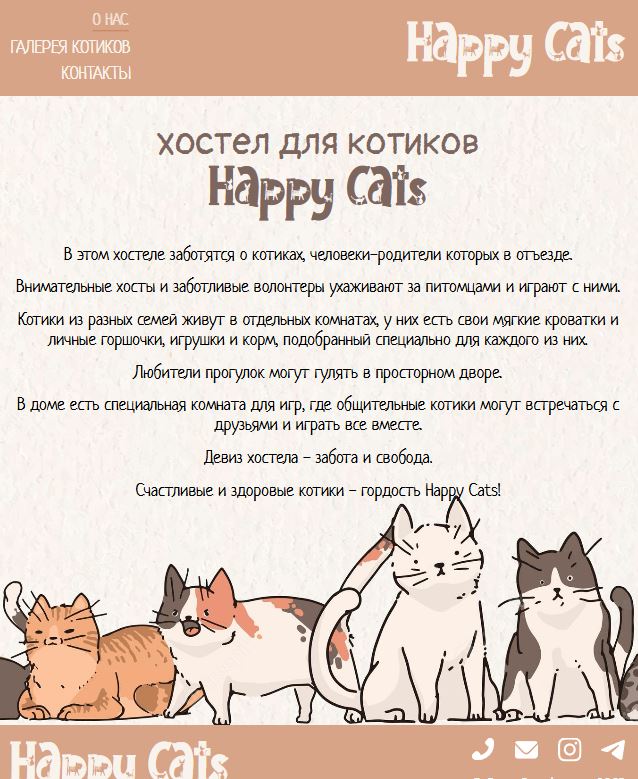 О НАС
ГАЛЕРЕЯ КОТИКОВ
КОНТАКТЫ
Happy Cats
ХОСТЕЛ ДЛЯ КОТИКОВ
Happy Cats
В этом хостеле заботятся о котиках, человеки-родители которых в отъезде.
Внимательные хосты и заботливые волонтеры ухаживают за питомцами и играют с ними.
Котики из разных семей живут в отдельных комнатах, у них есть свои мягкие кроватки и
личные горшочки, игрушки и корм, подобранный специально для каждого из них.
Любители прогулок могут гулять в просторном дворе.
В доме есть специальная комната для игр, где общительные котики могут встречаться с
друзьями и играть все вместе.
Девиз хостела - забота и свобода.
Счастливые и здоровые котики - гордость Happy Cats!
Happy Cats